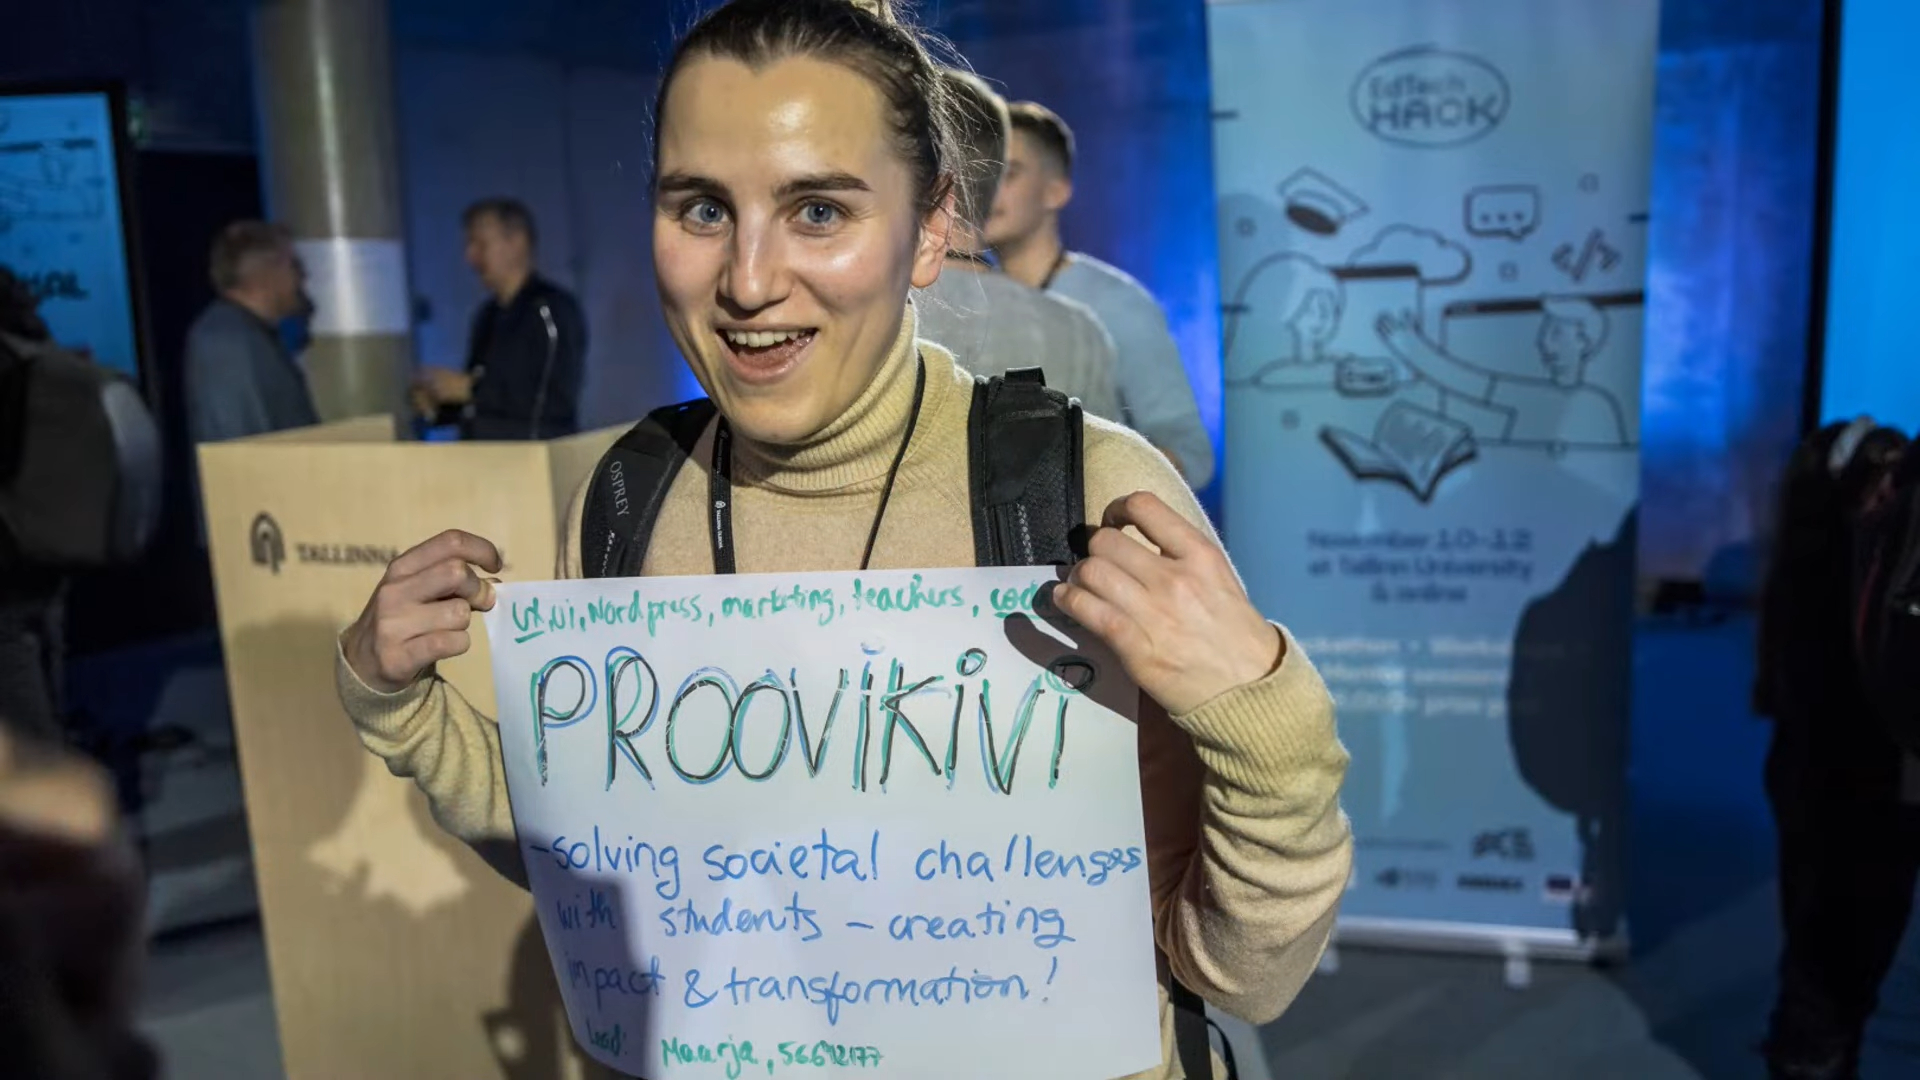 EdTech
HACK
OSPREY
TALLINNA
November 10-12
at Tallinn University
& online
ux, ui, Wordpress, marketing, teachers,
PROOVIKIVI
- solving societal challenges
with students - creating
impact & transformation!
Lead: Maarja,